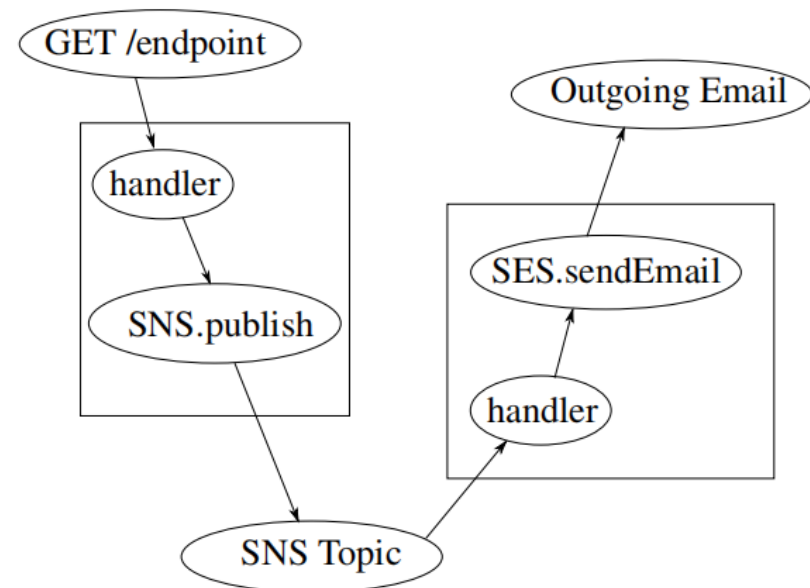 GET /endpoint
handler
SNS.publish
SNS Topic
handler
SES.sendEmail
Outgoing Email